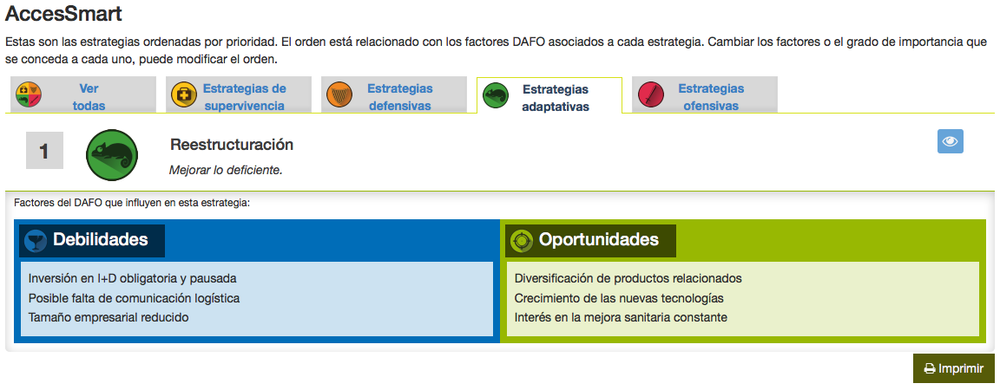 AccesSmart
Estas son las estrategias ordenadas por prioridad. El orden está relacionado con los factores DAFO asociados a cada estrategia. Cambiar los factores o el grado de importancia que
se conceda a cada uno, puede modificar el orden.
Ver
todas
Estrategias de
supervivencia
Estrategias
defensivas
Estrategias
adaptativas
Estrategias
ofensivas
1
Reestructuración
Mejorar lo deficiente.
Factores del DAFO que influyen en esta estrategia:
Debilidades
Inversión en I+D obligatoria y pausada
Posible falta de comunicación logística
Tamaño empresarial reducido
Oportunidades
Diversificación de productos relacionados
Crecimiento de las nuevas tecnologías
Interés en la mejora sanitaria constante
Imprimir